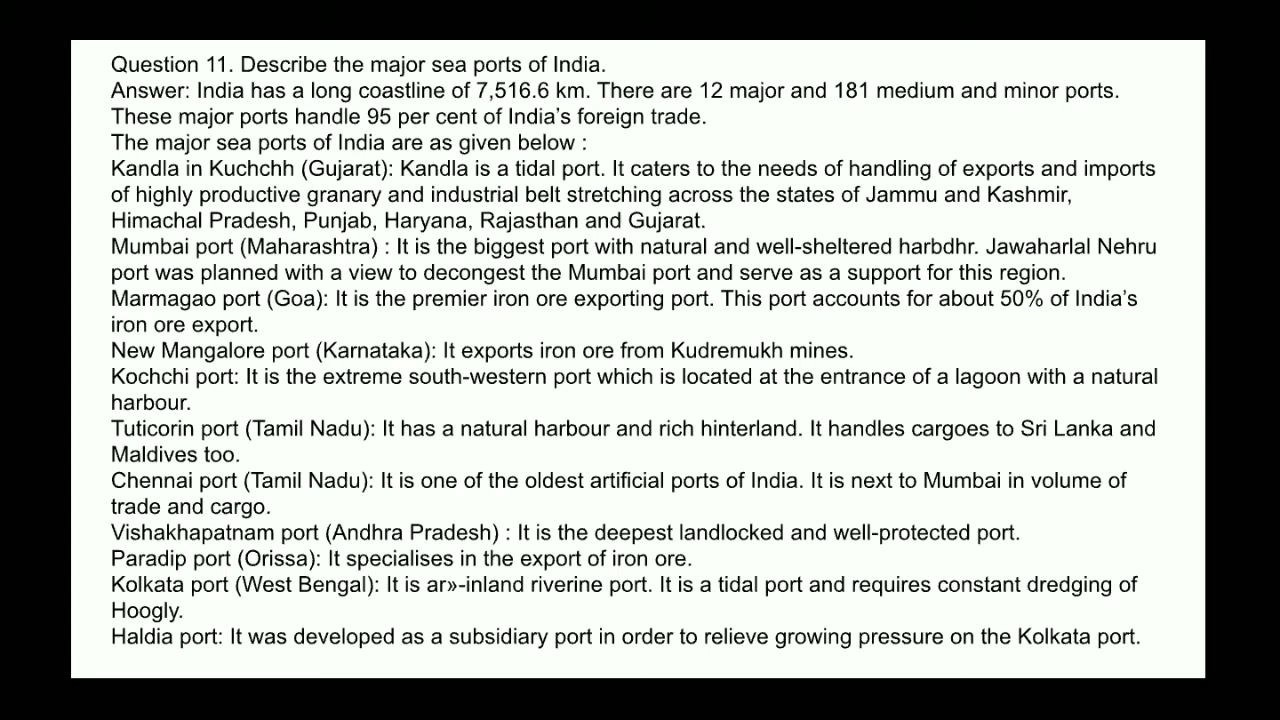 Question 11. Describe the major sea ports of India.
Answer: India has a long coastline of 7,516.6 km. There are 12 major and 181 medium and minor ports.
These major ports handle 95 per cent of India's foreign trade.
The major sea ports of India are as given below :
Kandla in Kuchchh (Gujarat): Kandla is a tidal port. It caters to the needs of handling of exports and imports
of highly productive granary and industrial belt stretching across the states of Jammu and Kashmir,
Himachal Pradesh, Punjab, Haryana, Rajasthan and Gujarat.
Mumbai port (Maharashtra) : It is the biggest port with natural and well-sheltered harbdhr. Jawaharlal Nehru
port was planned with a view to decongest the Mumbai port and serve as a support for this region.
Marmagao port (Goa): It is the premier iron ore exporting port. This port accounts for about 50% of India's
iron ore export.
New Mangalore port (Karnataka): It exports iron ore from Kudremukh mines.
Kochchi port: It is the extreme south-western port which is located at the entrance of a lagoon with a natural
harbour.
Tuticorin port (Tamil Nadu): It has a natural harbour and rich hinterland. It handles cargoes to Sri Lanka and
Maldives too.
Chennai port (Tamil Nadu): It is one of the oldest artificial ports of India. It is next to Mumbai in volume of
trade and cargo.
Vishakhapatnam port (Andhra Pradesh) : It is the deepest landlocked and well-protected port.
Paradip port (Orissa): It specialises in the export of iron ore.
Kolkata port (West Bengal): It is ar»-inland riverine port. It is a tidal port and requires constant dredging of
Hoogly.
Haldia port: It was developed as a subsidiary port in order to relieve growing pressure on the Kolkata port.